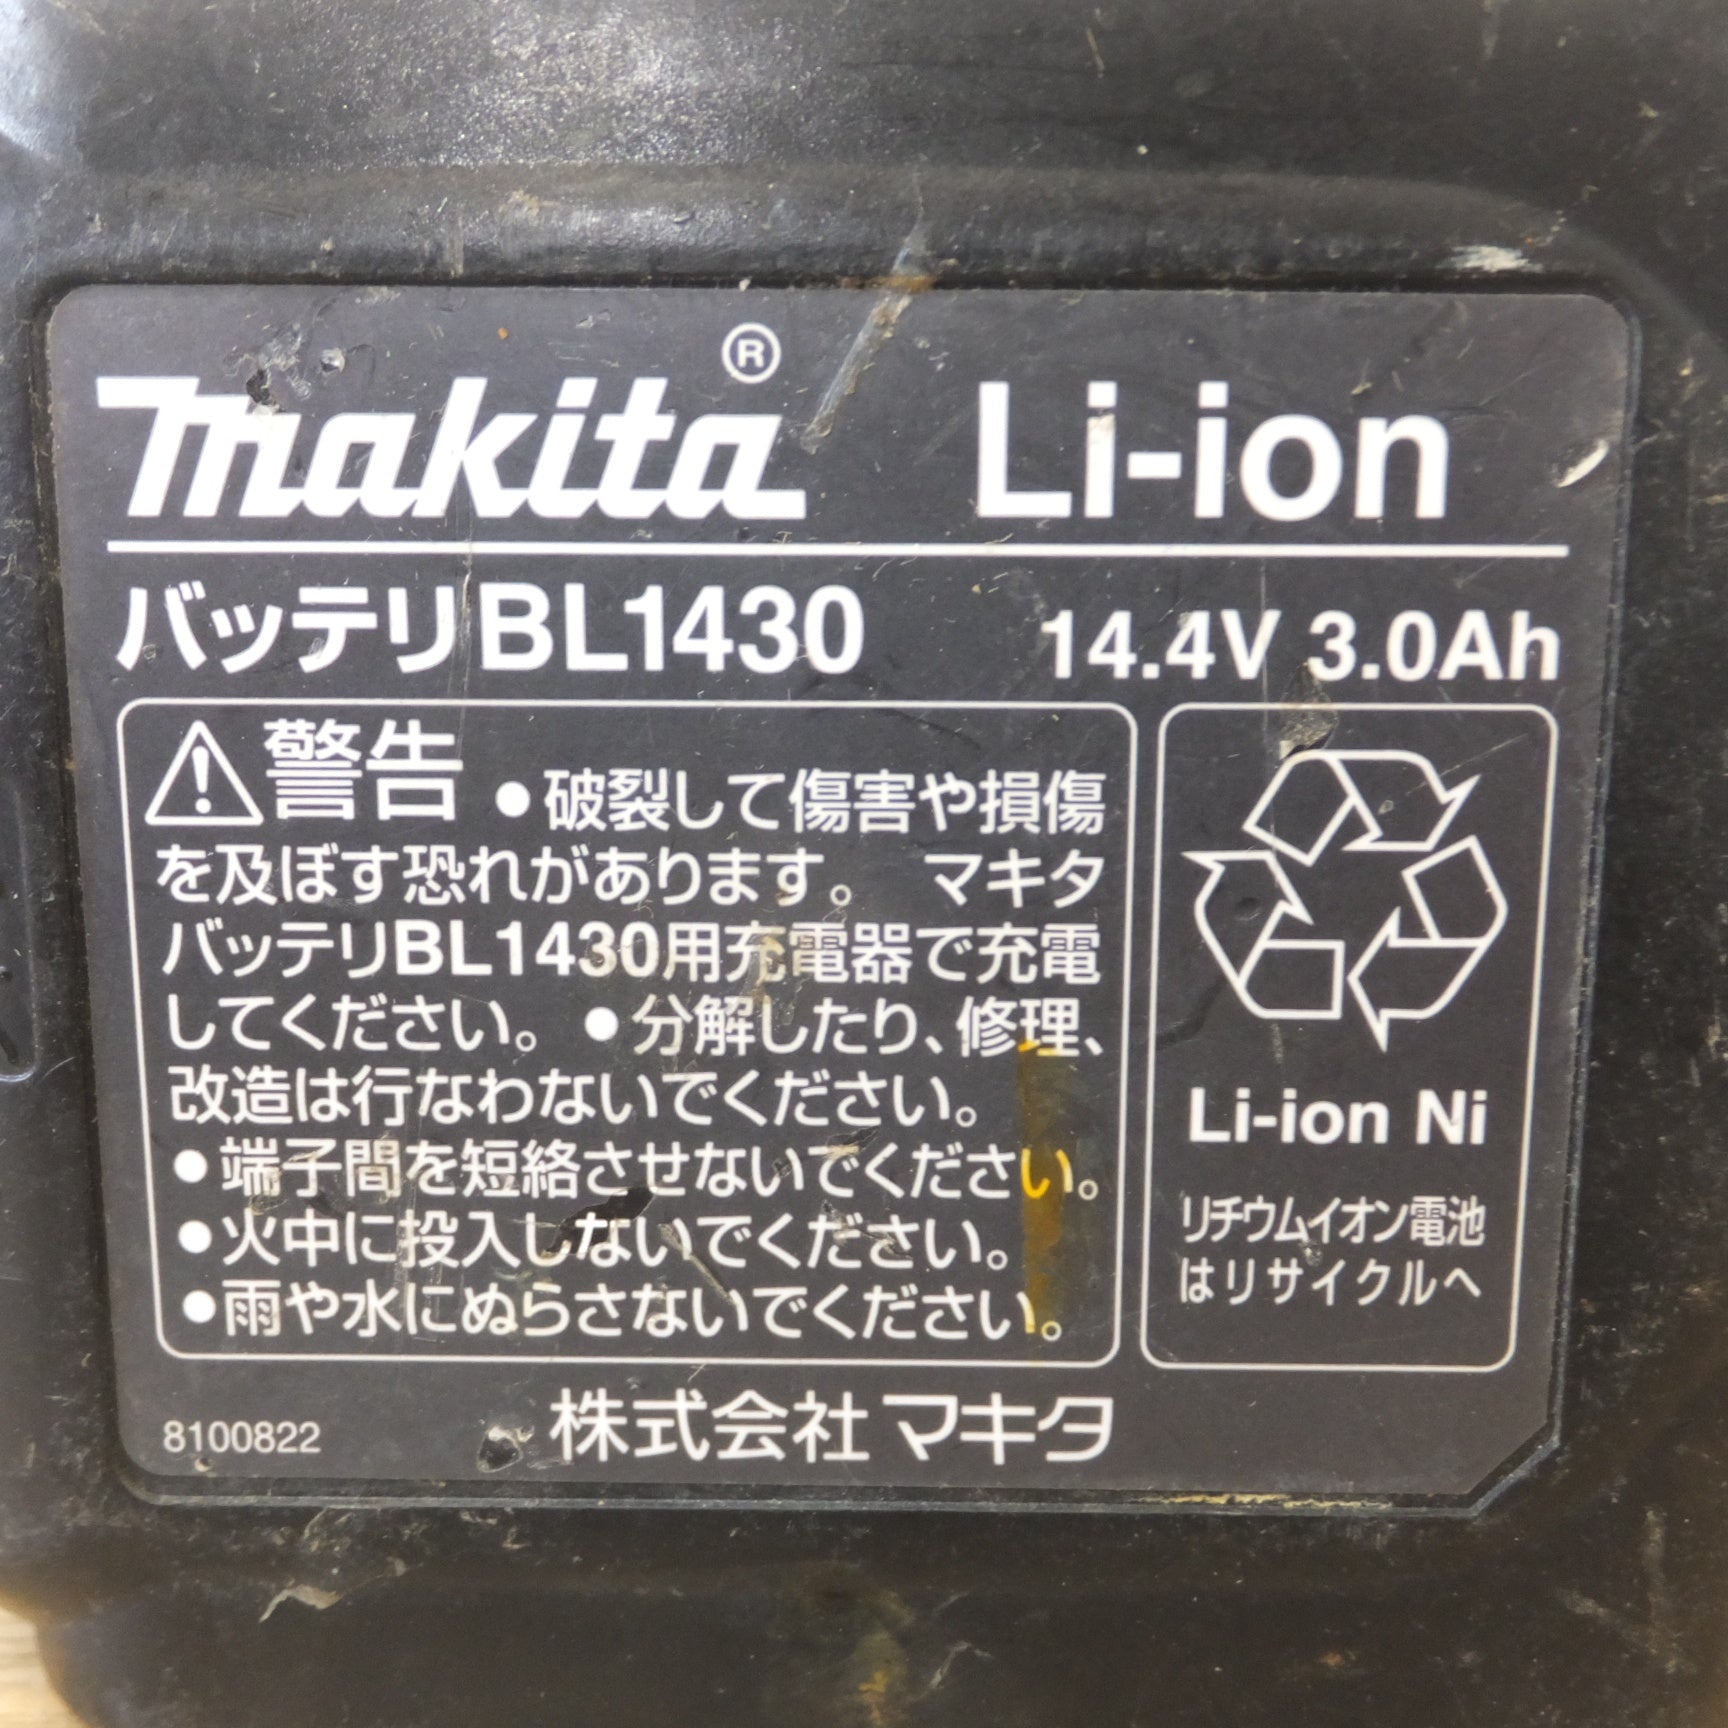 makita® Li-ion
バッテリBL1430 14.4V 3.0Ah
警告 ●破裂して傷害や損傷
を及ぼす恐れがあります。 マキタ
バッテリBL1430用充電器で充電
してください。 ●分解したり、修理、
改造は行なわないでください。
●端子間を短絡させないでください。
●火中に投入しないでください。
●雨や水にぬらさないでください。
Li-ion Ni
リチウムイオン電池
はリサイクルへ
8100822 株式会社マキタ